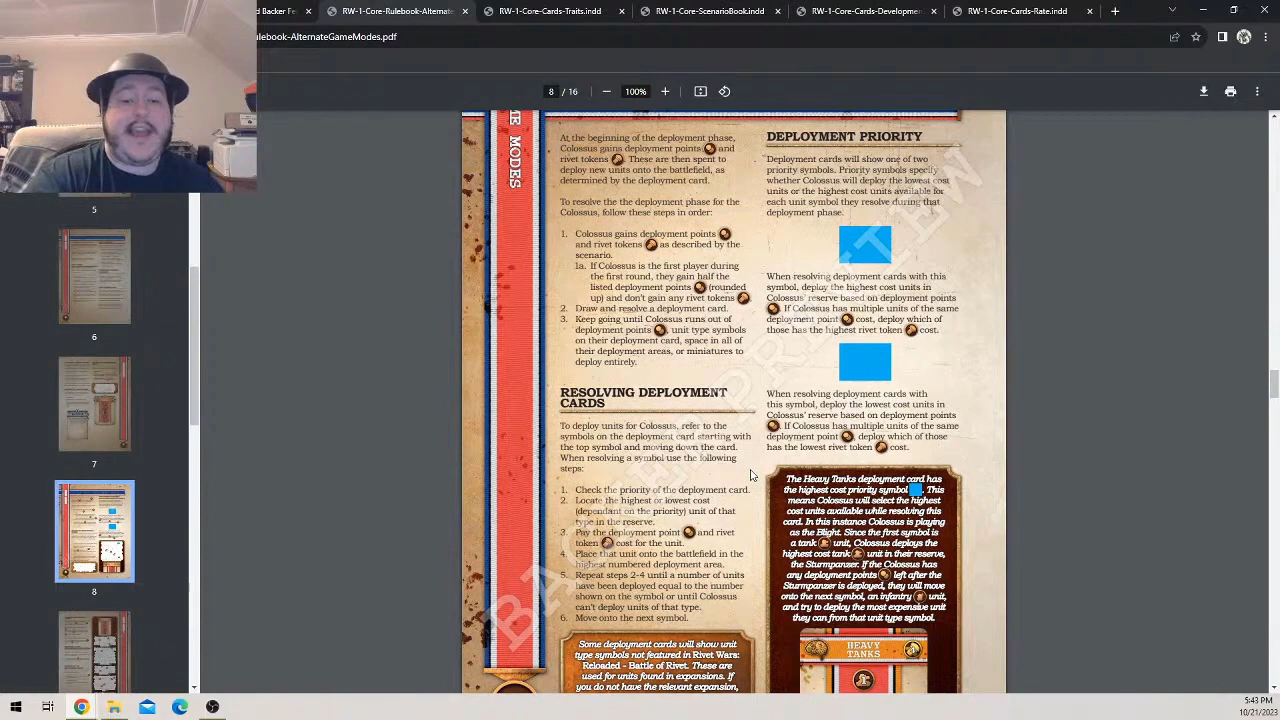 Backer Fe
RW-1-Core-Rulebook-Alternate
RW-1-Core-Cards-Traits.indd
RW-1-Core-ScenarioBook.indd
RW-1-Core-Cards-Developmen
RW-1-Core-Cards-Rate.indd
lebook-AlternateGameModes.pdf
8 / 16
100%
5
6
7
8
MODES
At the beginning of the deployment phase,
Colossus gains deployment points and
rivet tokens . These are then spent to
deploy new units onto the battlefield, as
determined by the deployment card.
To resolve the the deployment phase for the
Colossus, follow these steps in order:
1. Colossus gains deployment points
and rivet tokens as described by the
scenario.
1a. If Colossus is the first player during
the first round, they gain half the
listed deployment points (rounded
up) and don't gain any rivet tokens
2. Draw and resolve a deployment card.
3. Keep going until Colossus runs out of
deployment points , unit type symbols
on their deployment card, space in all of
their deployment areas, or miniatures to
deploy entirely.
RESOLVING DEPLOYMENT
CARDS
To deploy units for Colossus, refer to the
symbols on the deployment card starting with
the top symbol and moving down the card.
When resolving a symbol use the following
steps:
1. Check the priority of the deployment card.
2. Locate the highest or lowest cost
(dependant on the priority) unit of that
type in the reserve.
3. Pay the deployment point and rivet
token cost for the unit.
Place that unit onto the battlefield in the
highest numbered deployment area.
5. Repeat steps 2-4 until a number of units
have been deployed equal to the number
shown on the symbol or until Colossus
can't deploy units of that type.
6. Move onto the next symbol.
Some deployment cards will show unit
type symbols not featured in Rivet Wars:
Reloaded - Battle of Rivet. These are
used for units found in expansions. If
you do not have the relevant expansion,
DEPLOYMENT PRIORITY
Deployment cards will show one of two
priority symbols. Priority symbols specify
whether Colossus will deploy the lowest cost
units or the highest cost units available for
each unit symbol they resolve during that
deployment phase.
When resolving deployment cards with this
symbol, deploy the highest cost units in
Colossus' reserve based on deployment points
. If Colossus has multiple units of the same
deployment point cost, deploy which of
those has the highest rivet token cost.
When resolving deployment cards with
this symbol, deploy the lowest cost units in
Colossus' reserve based on deployment points
. If Colossus has multiple units of the same
deployment point , deploy which of those
has the lowest rivet token cost.
The Heavy Tanks deployment card has
the highest cost priority symbol . This
means Colossus will select the highest
cost units available while resolving this
card. In this instance Colossus is playing
as the Blight. Since the first symbol is
a tank unit, Colossus deploys the
highest cost tank unit in their reserve,
the Sturmpanzer. If the Colossus has
any deployment points left after the
Sturmpanzer is deployed, they will move
onto the next symbol, an infantry unit,
and try to deploy the most expensive unit
they can from that unit type symbol.
HEAVY
TANKS
5:43 PM
10/21/2023